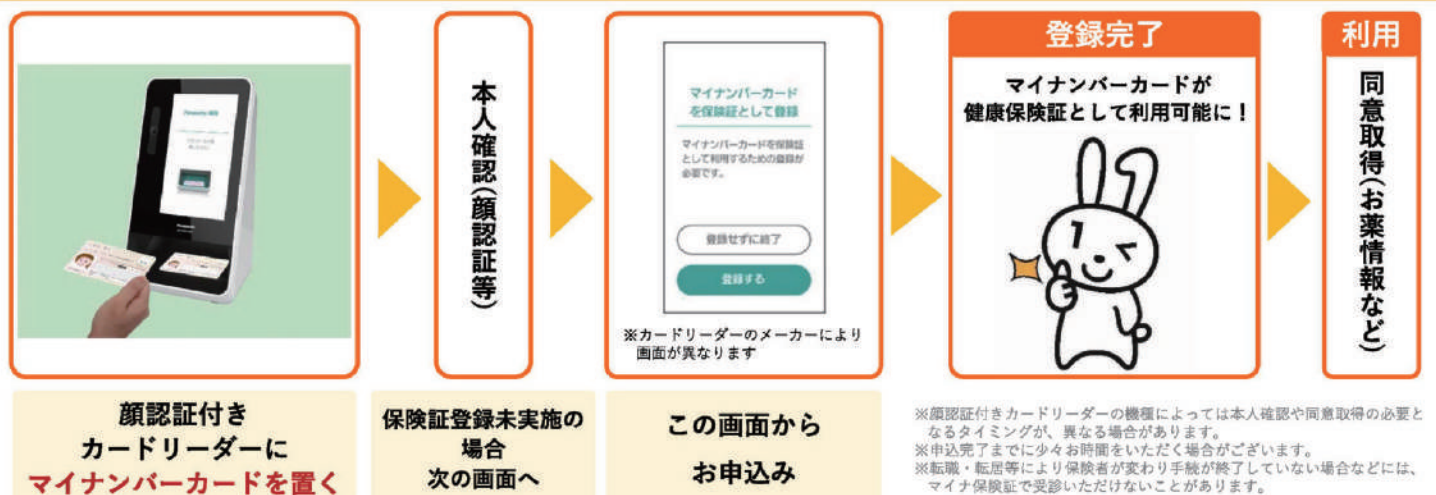 本人確認(顔認証等)
マイナンバーカード
を保険証として登録
マイナンバーカードを保険証
として利用するための登録が
必要です。
登録せずに終了
登録する
※カードリーダーのメーカーにより
画面が異なります
登録完了
マイナンバーカードが
健康保険証として利用可能に!
利用
同意取得(お薬情報など)
顔認証付き
カードリーダーに
マイナンバーカードを置く
保険証登録未実施の
場合
次の画面へ
この画面から
お申込み
※顔認証付きカードリーダーの機種によっては本人確認や同意取得の必要と
なるタイミングが、異なる場合があります。
※申込完了までに少々お時間をいただく場合がございます。
※転職・転居等により保険者が変わり手続が終了していない場合などには、
マイナ保険証で受診いただけないことがあります。